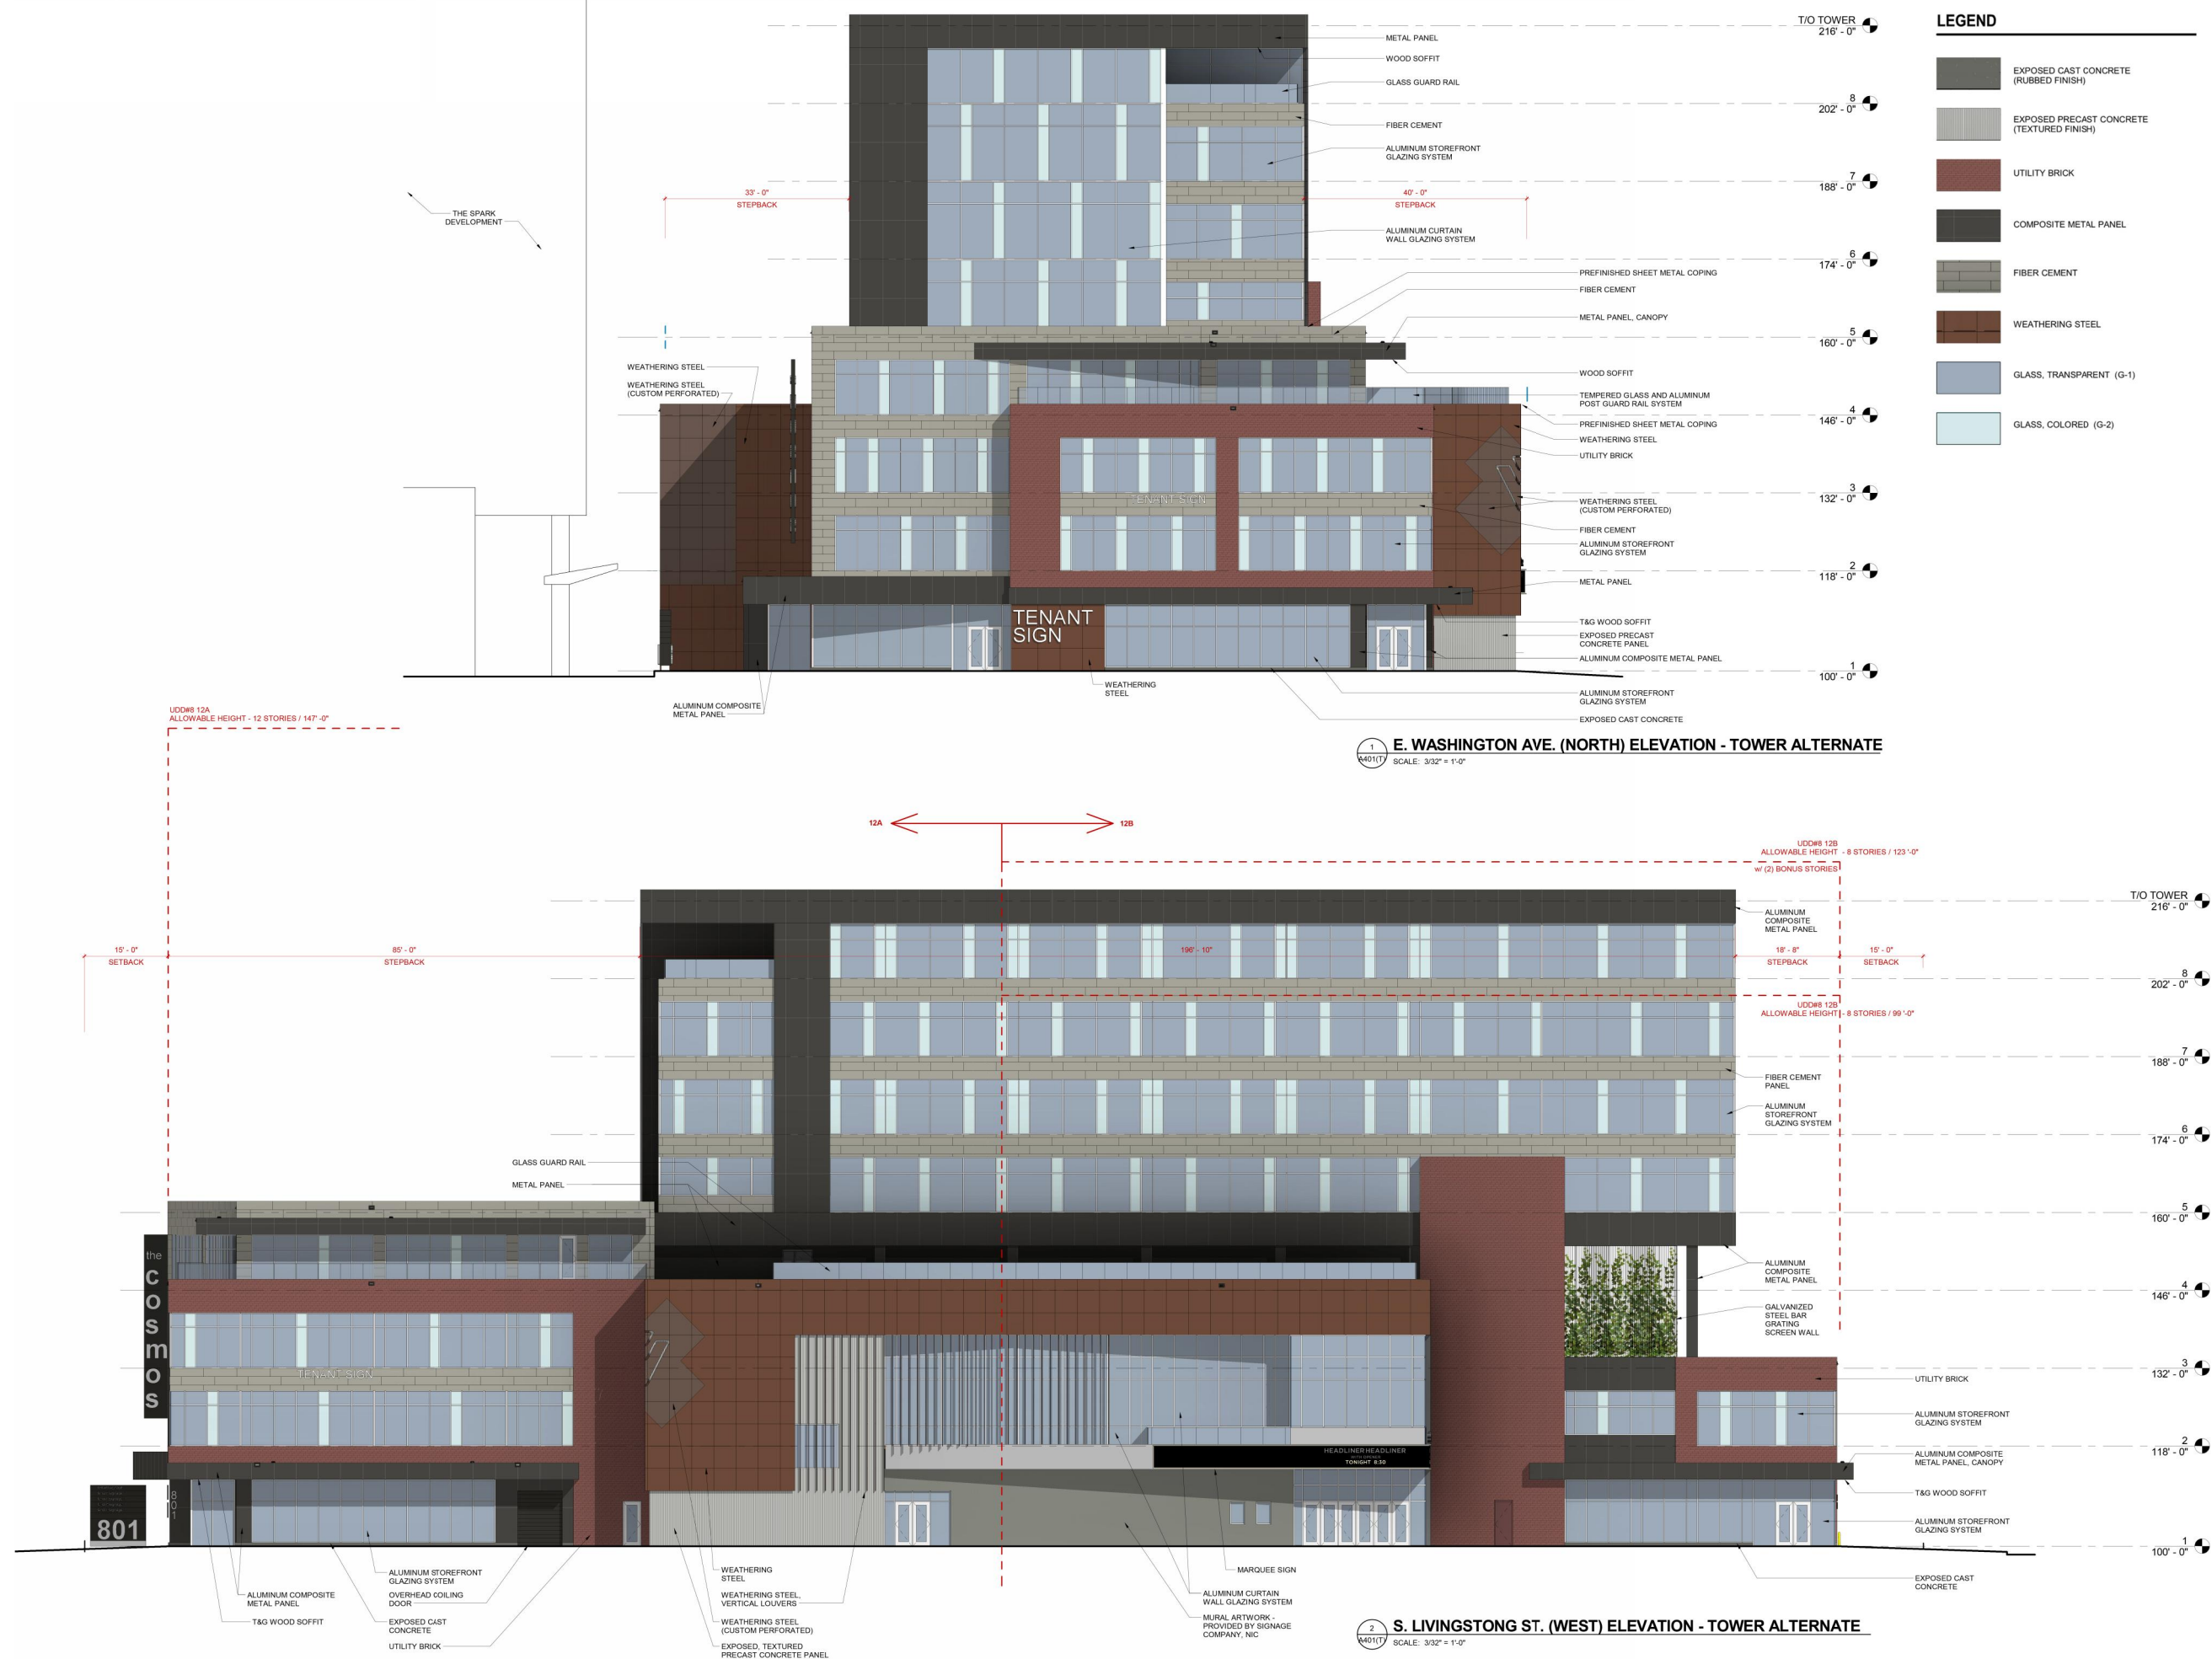 T/O TOWER
216' - 0"
8
202' - 0"
7
188' - 0"
6
174' - 0"
5
160' - 0"
4
146' - 0"
3
132' - 0"
2
118' - 0"
1
100' - 0"
METAL PANEL
WOOD SOFFIT
GLASS GUARD RAIL
FIBER CEMENT
ALUMINUM STOREFRONT
GLAZING SYSTEM
33' - 0"
STEPBACK
40' - 0"
STEPBACK
THE SPARK
DEVELOPMENT
ALUMINUM CURTAIN
WALL GLAZING SYSTEM
PREFINISHED SHEET METAL COPING
FIBER CEMENT
METAL PANEL, CANOPY
WOOD SOFFIT
TEMPERED GLASS AND ALUMINUM
POST GUARD RAIL SYSTEM
PREFINISHED SHEET METAL COPING
WEATHERING STEEL
UTILITY BRICK
WEATHERING STEEL
(CUSTOM PERFORATED)
FIBER CEMENT
ALUMINUM STOREFRONT
GLAZING SYSTEM
METAL PANEL
T&G WOOD SOFFIT
EXPOSED PRECAST
CONCRETE PANEL
ALUMINUM COMPOSITE METAL PANEL
ALUMINUM STOREFRONT
GLAZING SYSTEM
EXPOSED CAST CONCRETE
WEATHERING STEEL
WEATHERING STEEL
(CUSTOM PERFORATED)
TENANT SIGN
TENANT
SIGN
WEATHERING
STEEL
ALUMINUM COMPOSITE
METAL PANEL
LEGEND
EXPOSED CAST CONCRETE
(RUBBED FINISH)
EXPOSED PRECAST CONCRETE
(TEXTURED FINISH)
UTILITY BRICK
COMPOSITE METAL PANEL
FIBER CEMENT
WEATHERING STEEL
GLASS, TRANSPARENT (G-1)
GLASS, COLORED (G-2)
1
A401(T)
E. WASHINGTON AVE. (NORTH) ELEVATION - TOWER ALTERNATE
SCALE: 3/32" = 1'-0"
UDD#8 12A
ALLOWABLE HEIGHT - 12 STORIES / 147' -0"
12A
12B
UDD#8 12B
ALLOWABLE HEIGHT - 8 STORIES / 123 '-0"
w/ (2) BONUS STORIES
15' - 0"
SETBACK
85' - 0"
STEPBACK
196' - 10"
18' - 8"
STEPBACK
15' - 0"
SETBACK
UDD#8 12B
ALLOWABLE HEIGHT - 8 STORIES / 99 '-0"
T/O TOWER
216' - 0"
8
202' - 0"
7
188' - 0"
6
174' - 0"
5
160' - 0"
4
146' - 0"
3
132' - 0"
2
118' - 0"
1
100' - 0"
ALUMINUM
COMPOSITE
METAL PANEL
FIBER CEMENT
PANEL
ALUMINUM
STOREFRONT
GLAZING SYSTEM
ALUMINUM
COMPOSITE
METAL PANEL
GALVANIZED
STEEL BAR
GRATING
SCREEN WALL
UTILITY BRICK
ALUMINUM STOREFRONT
GLAZING SYSTEM
ALUMINUM COMPOSITE
METAL PANEL, CANOPY
T&G WOOD SOFFIT
ALUMINUM STOREFRONT
GLAZING SYSTEM
EXPOSED CAST
CONCRETE
GLASS GUARD RAIL
METAL PANEL
the
cosmos
TENANT SIGN
801
801
HEADLINER HEADLINER
TONIGHT 8:30
ALUMINUM COMPOSITE
METAL PANEL
T&G WOOD SOFFIT
ALUMINUM STOREFRONT
GLAZING SYSTEM
OVERHEAD COILING
DOOR
EXPOSED CAST
CONCRETE
UTILITY BRICK
WEATHERING
STEEL
WEATHERING STEEL,
VERTICAL LOUVERS
WEATHERING STEEL
(CUSTOM PERFORATED)
EXPOSED, TEXTURED
PRECAST CONCRETE PANEL
MARQUEE SIGN
ALUMINUM CURTAIN
WALL GLAZING SYSTEM
MURAL ARTWORK -
PROVIDED BY SIGNAGE
COMPANY, NIC
2
A401(T)
S. LIVINGSTONG ST. (WEST) ELEVATION - TOWER ALTERNATE
SCALE: 3/32" = 1'-0"